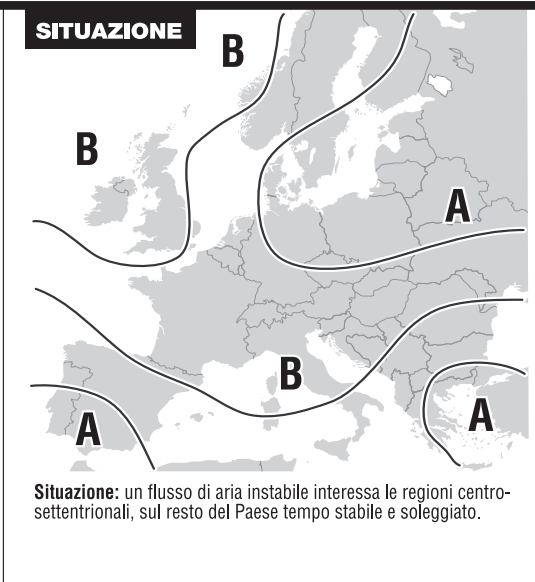 SITUAZIONE
B
B
A
B
A
A
Situazione: un flusso di aria instabile interessa le regioni centro-
settentrionali, sul resto del Paese tempo stabile e soleggiato.